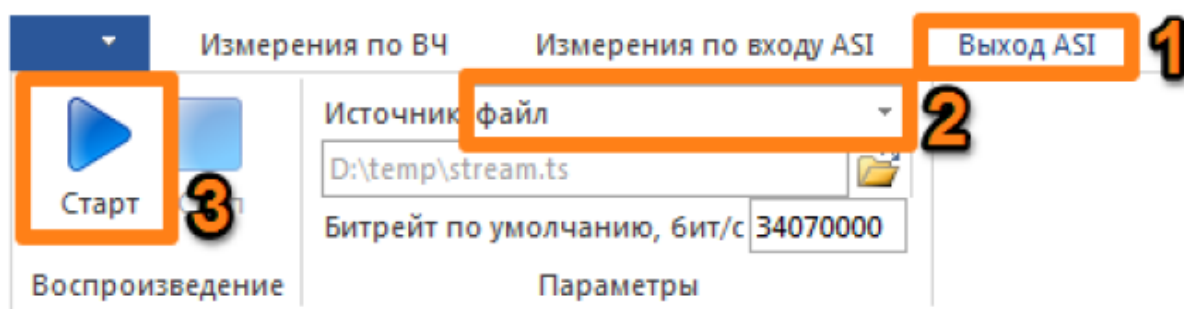 Измерения по ВЧ Измерения по входу ASI Выход ASI 1
Источник файл 2
D:\temp\stream.ts
Старт 3
Битрейт по умолчанию, бит/с 34070000
Воспроизведение Параметры